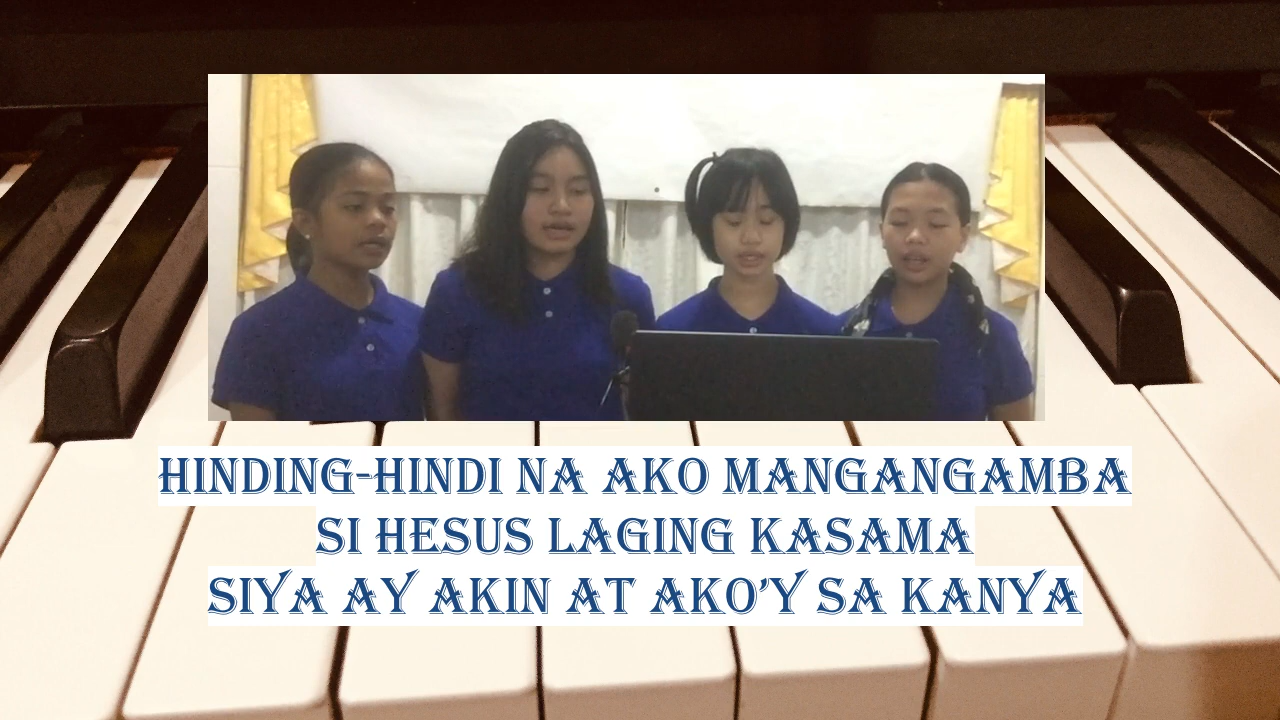 HINDING-HINDI NA AKO MANGANGAMBA
SI HESUS LAGING KASAMA
SIYA AY AKIN AT AKO'Y SA KANYA